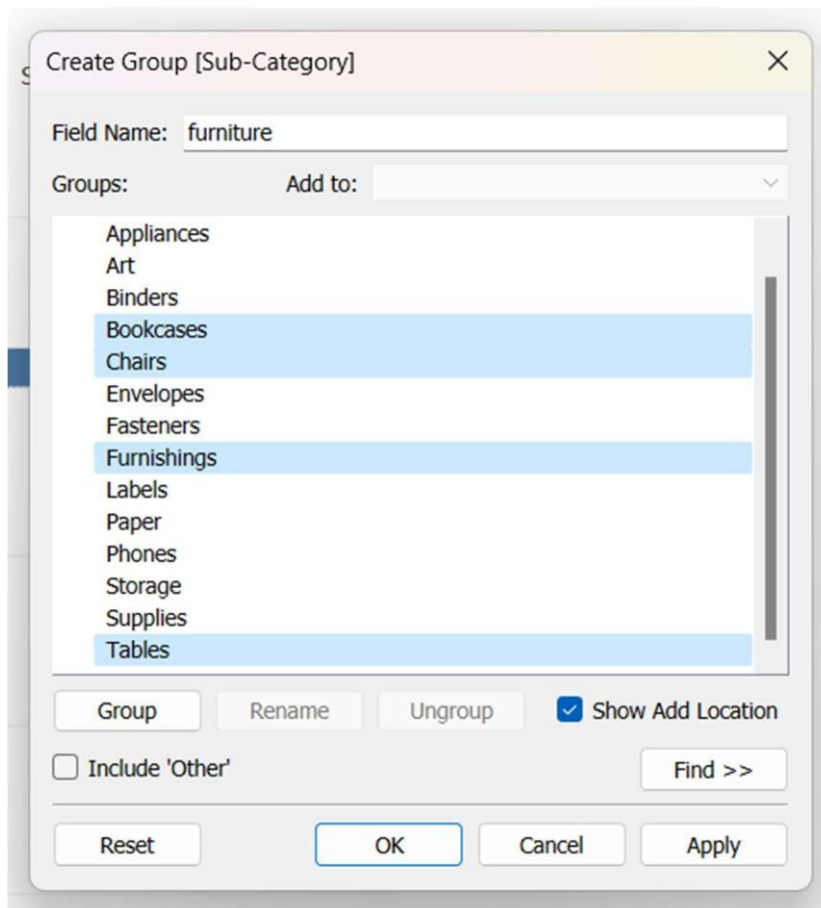 Create Group [Sub-Category]
S
Field Name: furniture
Groups: Add to:
Appliances
Art
Binders
Bookcases
Chairs
Envelopes
Fasteners
Furnishings
Labels
Paper
Phones
Storage
Supplies
Tables
Group Rename Ungroup Show Add Location
Include 'Other' Find >>
Reset OK Cancel Apply